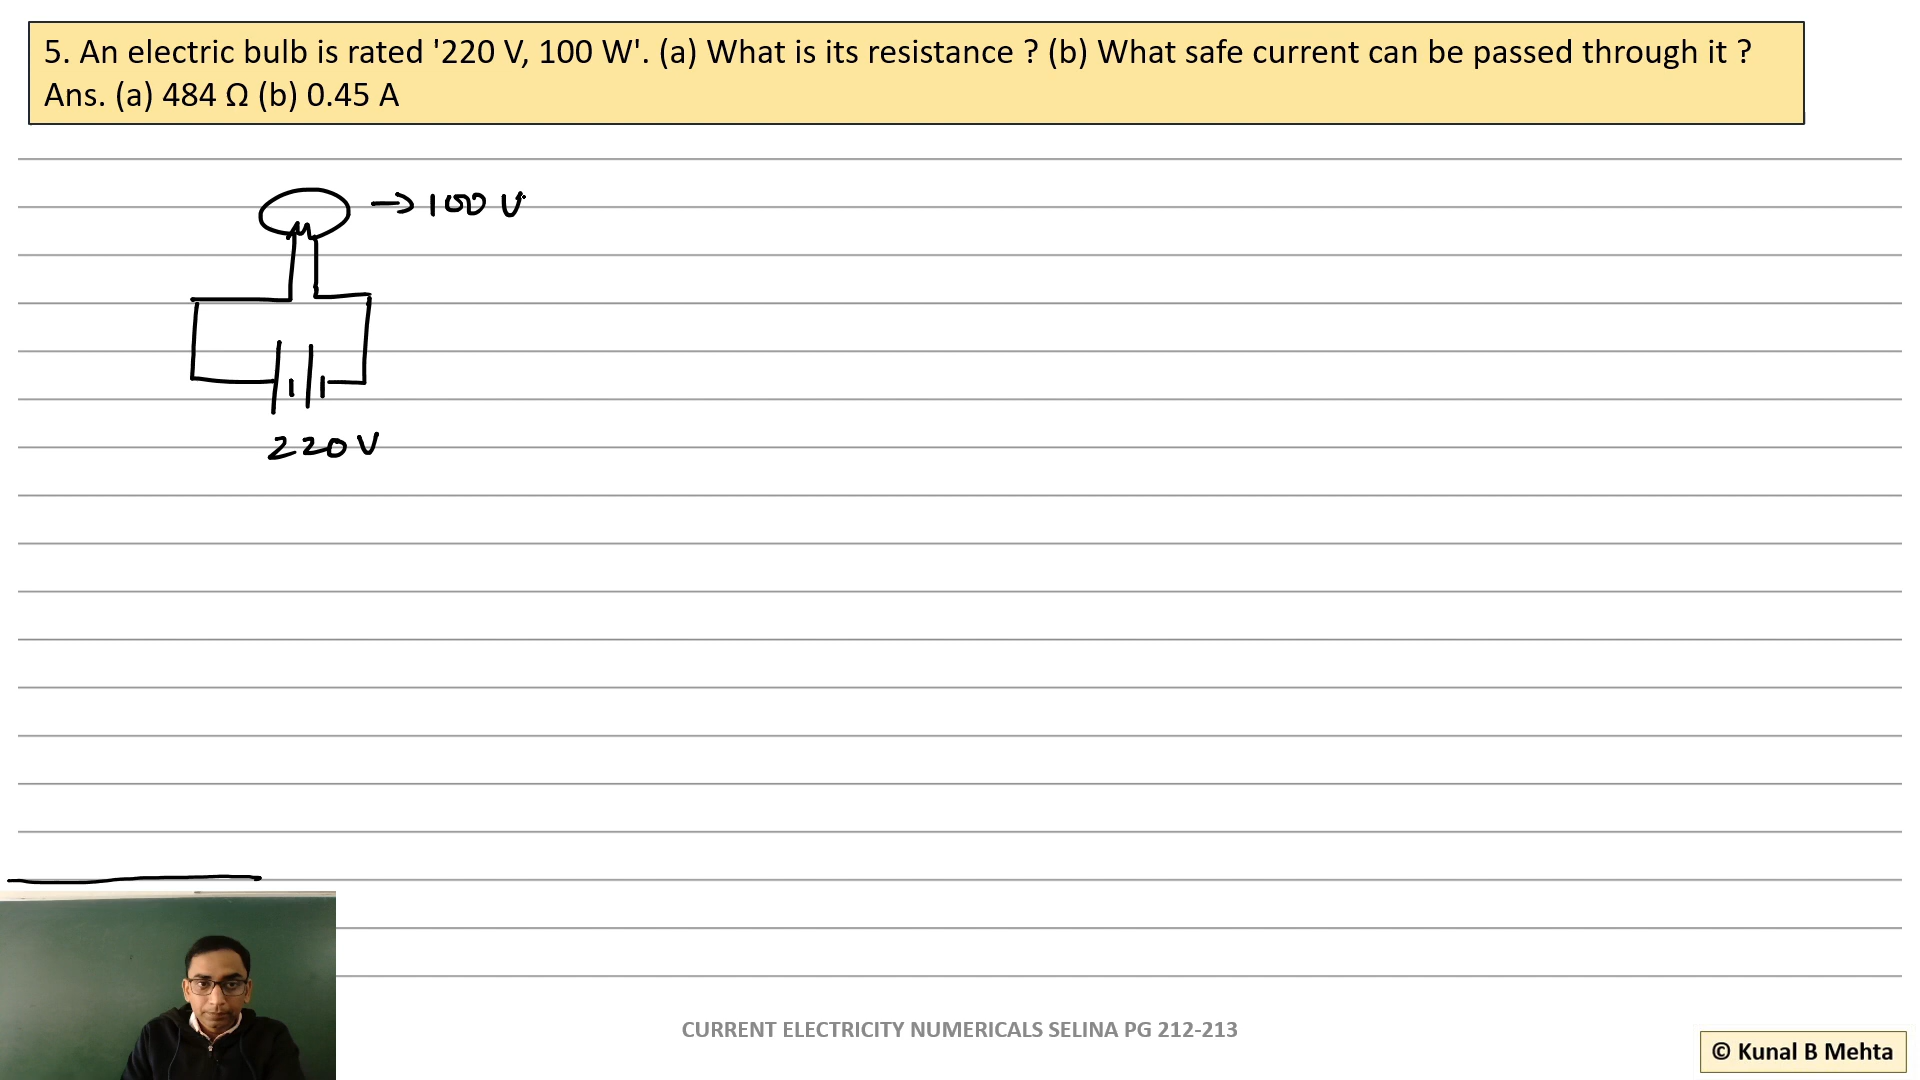 5. An electric bulb is rated '220 V, 100 W'. (a) What is its resistance ? (b) What safe current can be passed through it ?
Ans. (a) 484 Ω (b) 0.45 A
→ 100 V
220V
CURRENT ELECTRICITY NUMERICALS SELINA PG 212-213
© Kunal B Mehta